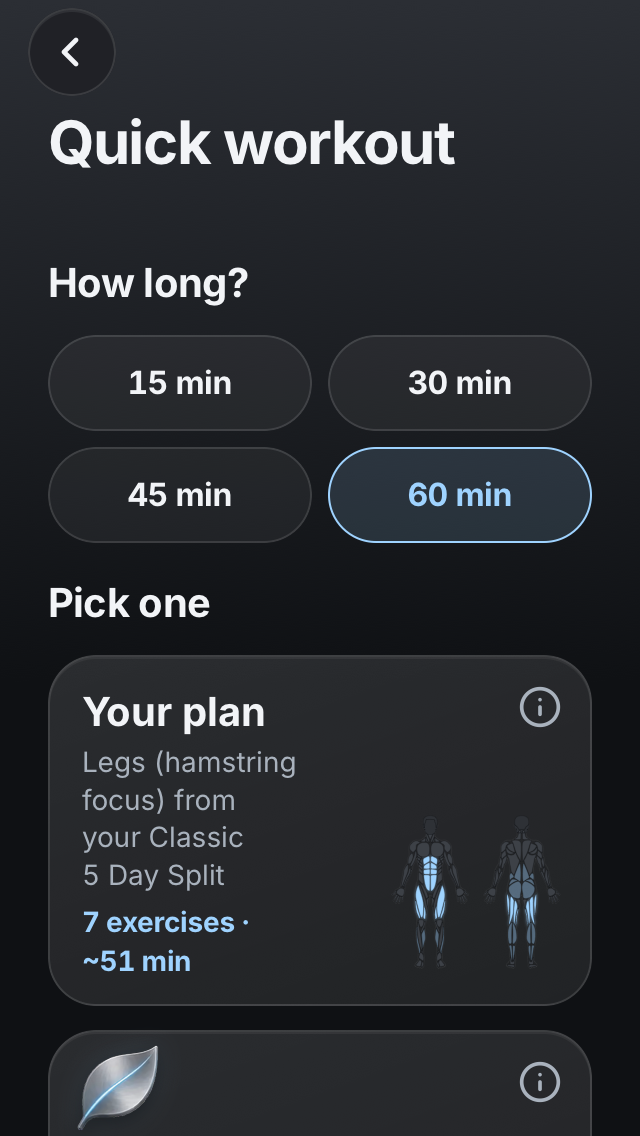 Quick workout
How long?
15 min
30 min
45 min
60 min
Pick one
Your plan
Legs (hamstring
focus) from
your Classic
5 Day Split
7 exercises ·
~51 min